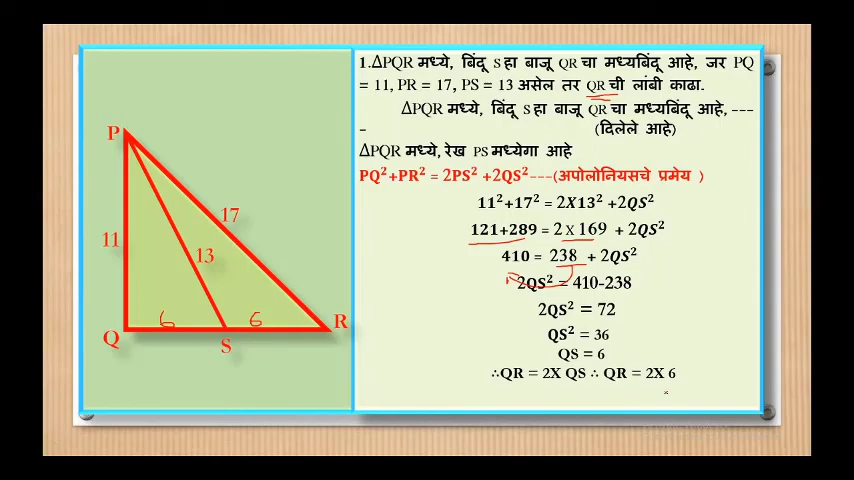 P
17
11
13
6
6
Q
S
R
1.ΔPQR मध्ये, बिंदू S हा बाजू QR चा मध्यबिंदू आहे, जर PQ
= 11, PR = 17, PS = 13 असेल तर QR ची लांबी काढा.
ΔPQR मध्ये, बिंदू S हा बाजू QR चा मध्यबिंदू आहे, ---
- (दिलेले आहे)
ΔPQR मध्ये, रेख PS मध्येगा आहे
PQ²+PR² = 2PS² +2QS²---(अपोलोनियसचे प्रमेय )
11²+17² = 2X13² +2QS²
121+289 = 2 x 169 + 2QS²
410 = 238 + 2QS²
2QS² = 410-238
2QS² = 72
QS² = 36
QS = 6
∴QR = 2X QS ∴ QR = 2X 6